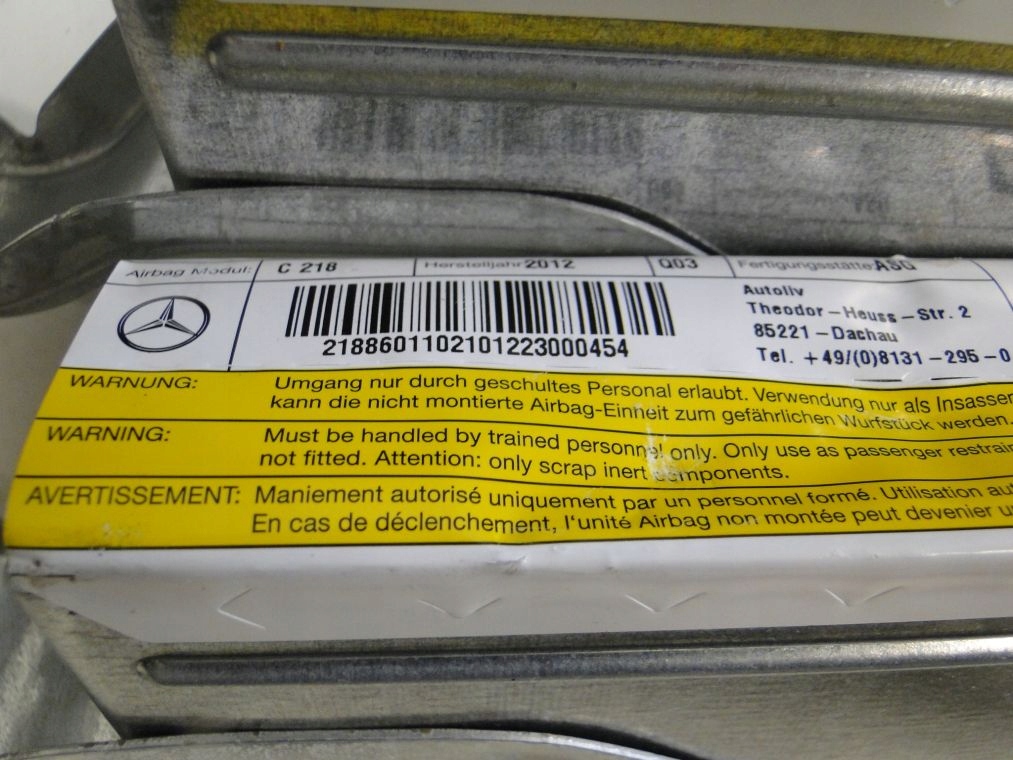 Airbag Modul: C 218 Herstelljahr 2012 Q03 Fertigungsstätte ASG
2188601102101223000454
Autoliv
Theodor-Heuss-Str. 2
85221-Dachau
Tel. +49/(0)8131-295-0
WARNUNG: Umgang nur durch geschultes Personal erlaubt. Verwendung nur als Insassen
kann die nicht montierte Airbag-Einheit zum gefährlichen Wurfstück werden.
WARNING: Must be handled by trained personnel only. Only use as passenger restrain
not fitted. Attention: only scrap inert components.
AVERTISSEMENT: Maniement autorisé uniquement par un personnel formé. Utilisation au
En cas de déclenchement, l'unité Airbag non montée peut devenier u